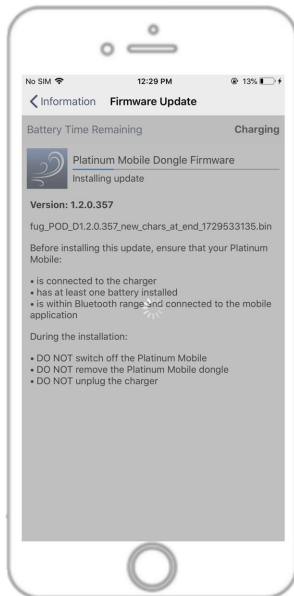 No SIM 12:29 PM 13%
Information Firmware Update
Battery Time Remaining Charging
Platinum Mobile Dongle Firmware
Installing update
Version: 1.2.0.357
fug_POD_D1.2.0.357_new_chars_at_end_1729533135.bin
Before installing this update, ensure that your Platinum
Mobile:
• is connected to the charger
• has at least one battery installed
• is within Bluetooth range and connected to the mobile
application
During the installation:
• DO NOT switch off the Platinum Mobile
• DO NOT remove the Platinum Mobile dongle
• DO NOT unplug the charger